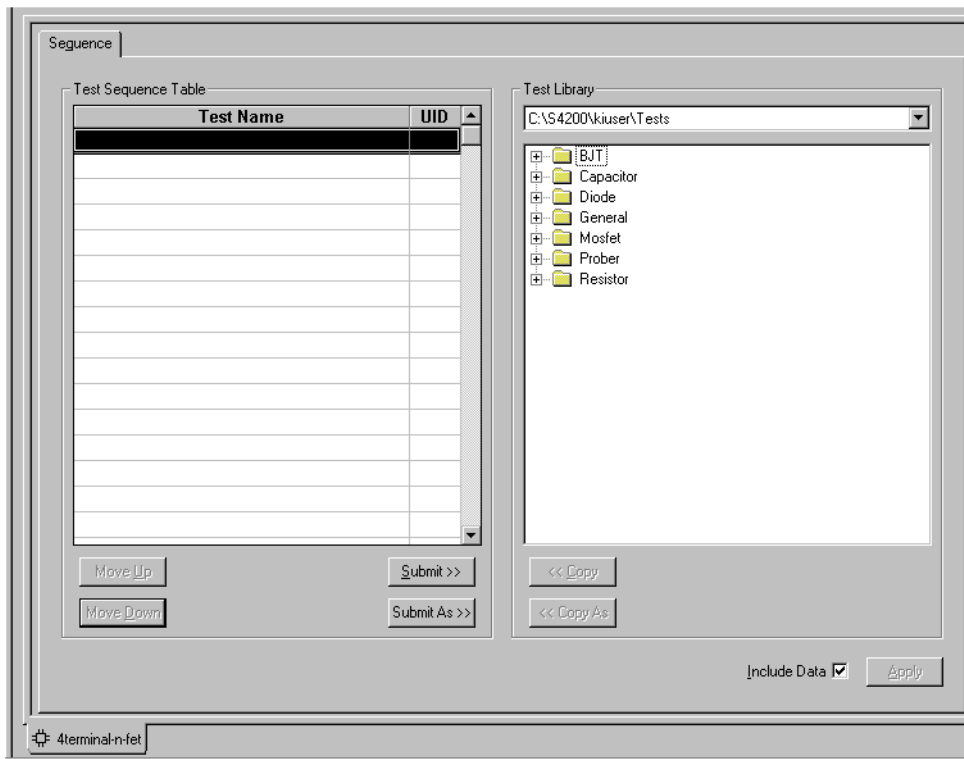 Seguence
Test Sequence Table
Test Name UID
Move Up
Submit >>
Move Down
Submit As >>
Test Library
C:\S4200\kiuser\Tests
BJT
Capacitor
Diode
General
Mosfet
Prober
Resistor
<< Copy
<< Copy As
Include Data
Apply
4terminal-n-fet